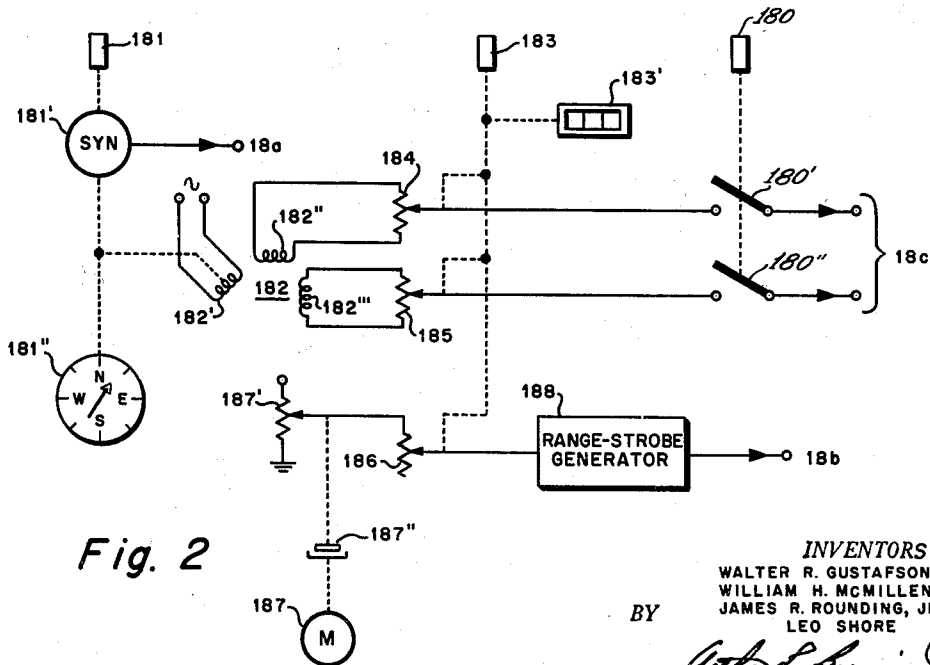 181
183
180
183'
181'
SYN
18a
184
180'
182"
18c
182
182'''
180"
182'
185
181"
N
W E
S
187'
188
186
RANGE-STROBE
GENERATOR
18b
187"
Fig. 2
187
M
INVENTORS
WALTER R. GUSTAFSON
WILLIAM H. McMILLEN
JAMES R. ROUNDING, J
LEO SHORE
BY